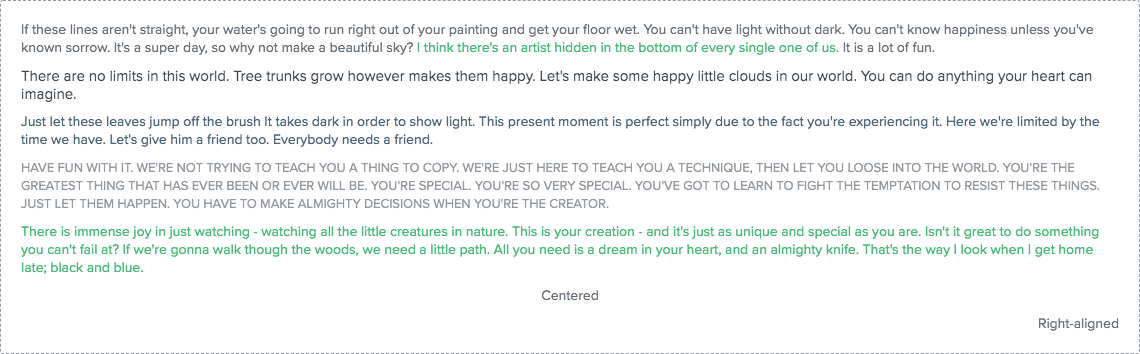 If these lines aren't straight, your water's going to run right out of your painting and get your floor wet. You can't have light without dark. You can't know happiness unless you've
known sorrow. It's a super day, so why not make a beautiful sky? I think there's an artist hidden in the bottom of every single one of us. It is a lot of fun.
There are no limits in this world. Tree trunks grow however makes them happy. Let's make some happy little clouds in our world. You can do anything your heart can
imagine.
Just let these leaves jump off the brush It takes dark in order to show light. This present moment is perfect simply due to the fact you're experiencing it. Here we're limited by the
time we have. Let's give him a friend too. Everybody needs a friend.
HAVE FUN WITH IT. WE'RE NOT TRYING TO TEACH YOU A THING TO COPY. WE'RE JUST HERE TO TEACH YOU A TECHNIQUE, THEN LET YOU LOOSE INTO THE WORLD. YOU'RE THE
GREATEST THING THAT HAS EVER BEEN OR EVER WILL BE. YOU'RE SPECIAL. YOU'RE SO VERY SPECIAL. YOU'VE GOT TO LEARN TO FIGHT THE TEMPTATION TO RESIST THESE THINGS.
JUST LET THEM HAPPEN. YOU HAVE TO MAKE ALMIGHTY DECISIONS WHEN YOU'RE THE CREATOR.
There is immense joy in just watching - watching all the little creatures in nature. This is your creation - and it's just as unique and special as you are. Isn't it great to do something
you can't fail at? If we're gonna walk though the woods, we need a little path. All you need is a dream in your heart, and an almighty knife. That's the way I look when I get home
late; black and blue.
Centered
Right-aligned